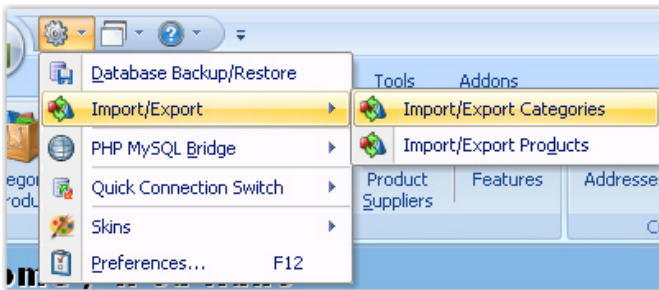 Database Backup/Restore
Tools Addons
Import/Export
Import/Export Categories
PHP MySQL Bridge
Import/Export Products
Quick Connection Switch
Product Suppliers
Features
Addresse
Skins
Preferences... F12